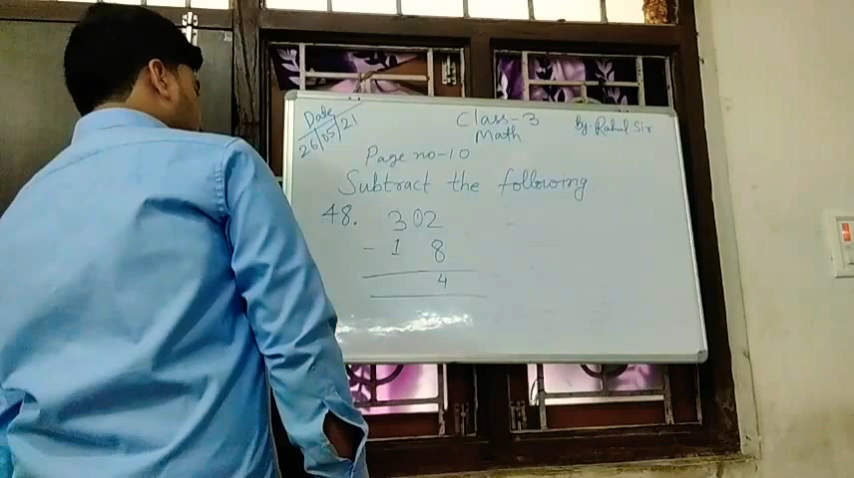 Date
26/05/21
Class-3
Math
By-Rahul Sir
Page no-10
Subtract the following
48. 302
- 1 8
4